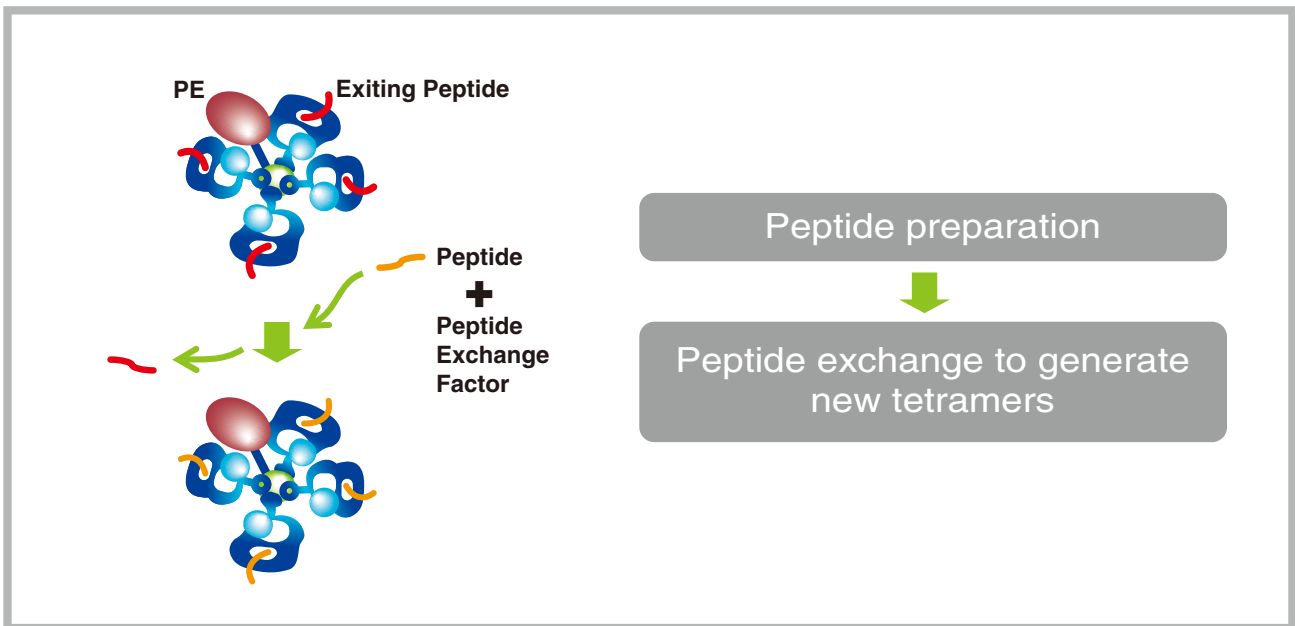 PE
Exiting Peptide
Peptide
Peptide
Exchange
Factor
Peptide preparation
Peptide exchange to generate
new tetramers